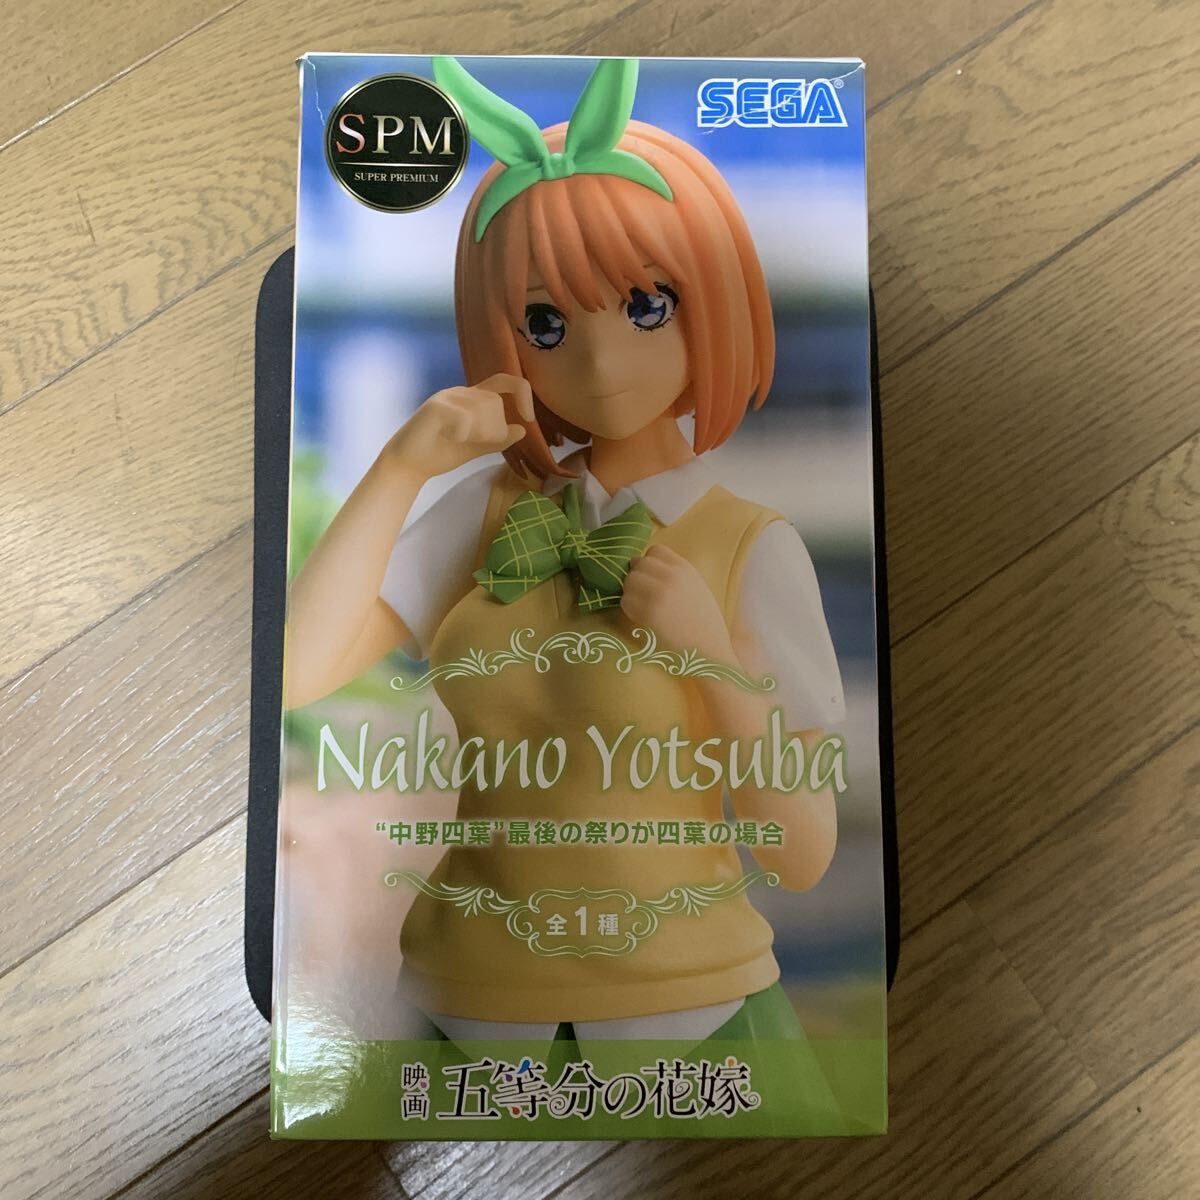 SPM
SUPER PREMIUM
SEGA®
Nakano Yotsuba
“中野四葉”最後の祭りが四葉の場合
全1種
映画 五等分の花嫁